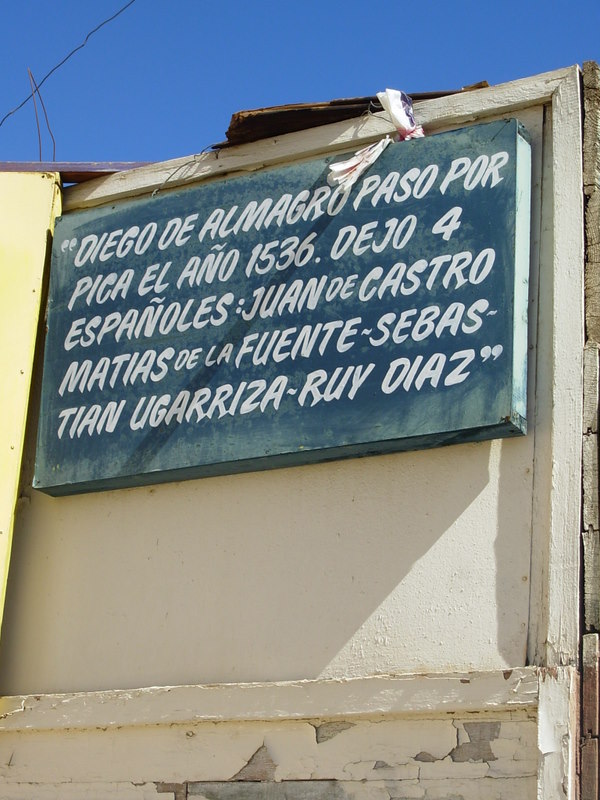 “DIEGO DE ALMAGRO PASO POR
PICA EL AÑO 1536. DEJO 4
ESPAÑOLES: JUAN DE CASTRO
MATIAS DE LA FUENTE ~ SEBAS~
TIAN UGARRIZA ~ RUY DIAZ”